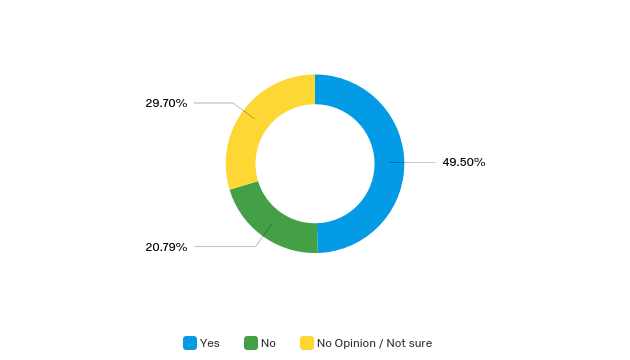 29.70%
49.50%
20.79%
Yes No No Opinion / Not sure